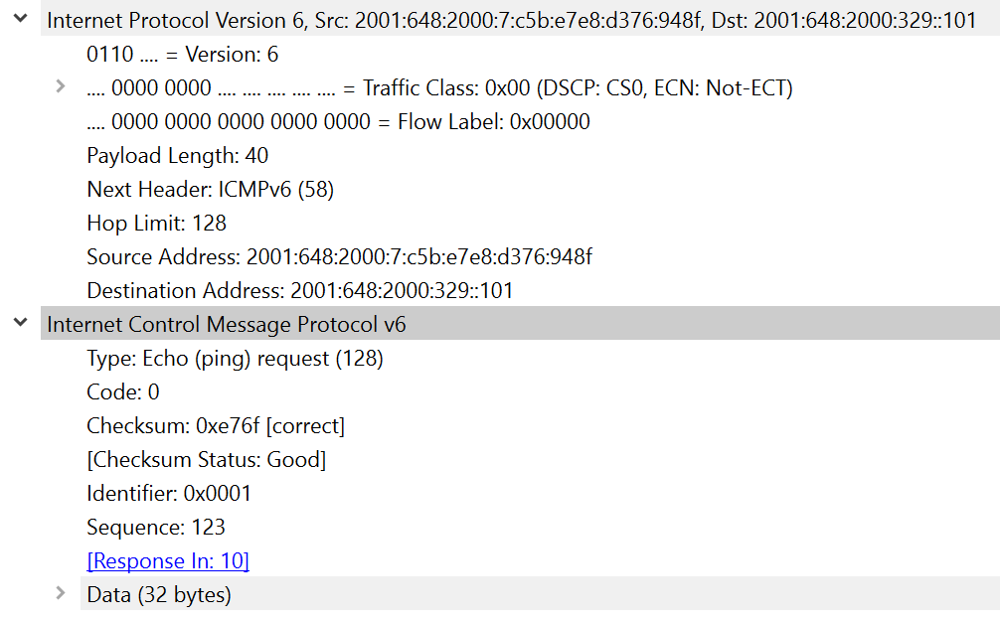 Internet Protocol Version 6, Src: 2001:648:2000:7:c5b:e7e8:d376:948f, Dst: 2001:648:2000:329::101
0110 .... = Version: 6
.... 0000 0000 .... .... .... .... .... = Traffic Class: 0x00 (DSCP: CS0, ECN: Not-ECT)
.... 0000 0000 0000 0000 0000 = Flow Label: 0x00000
Payload Length: 40
Next Header: ICMPv6 (58)
Hop Limit: 128
Source Address: 2001:648:2000:7:c5b:e7e8:d376:948f
Destination Address: 2001:648:2000:329::101
Internet Control Message Protocol v6
Type: Echo (ping) request (128)
Code: 0
Checksum: 0xe76f [correct]
[Checksum Status: Good]
Identifier: 0x0001
Sequence: 123
[Response In: 10]
Data (32 bytes)